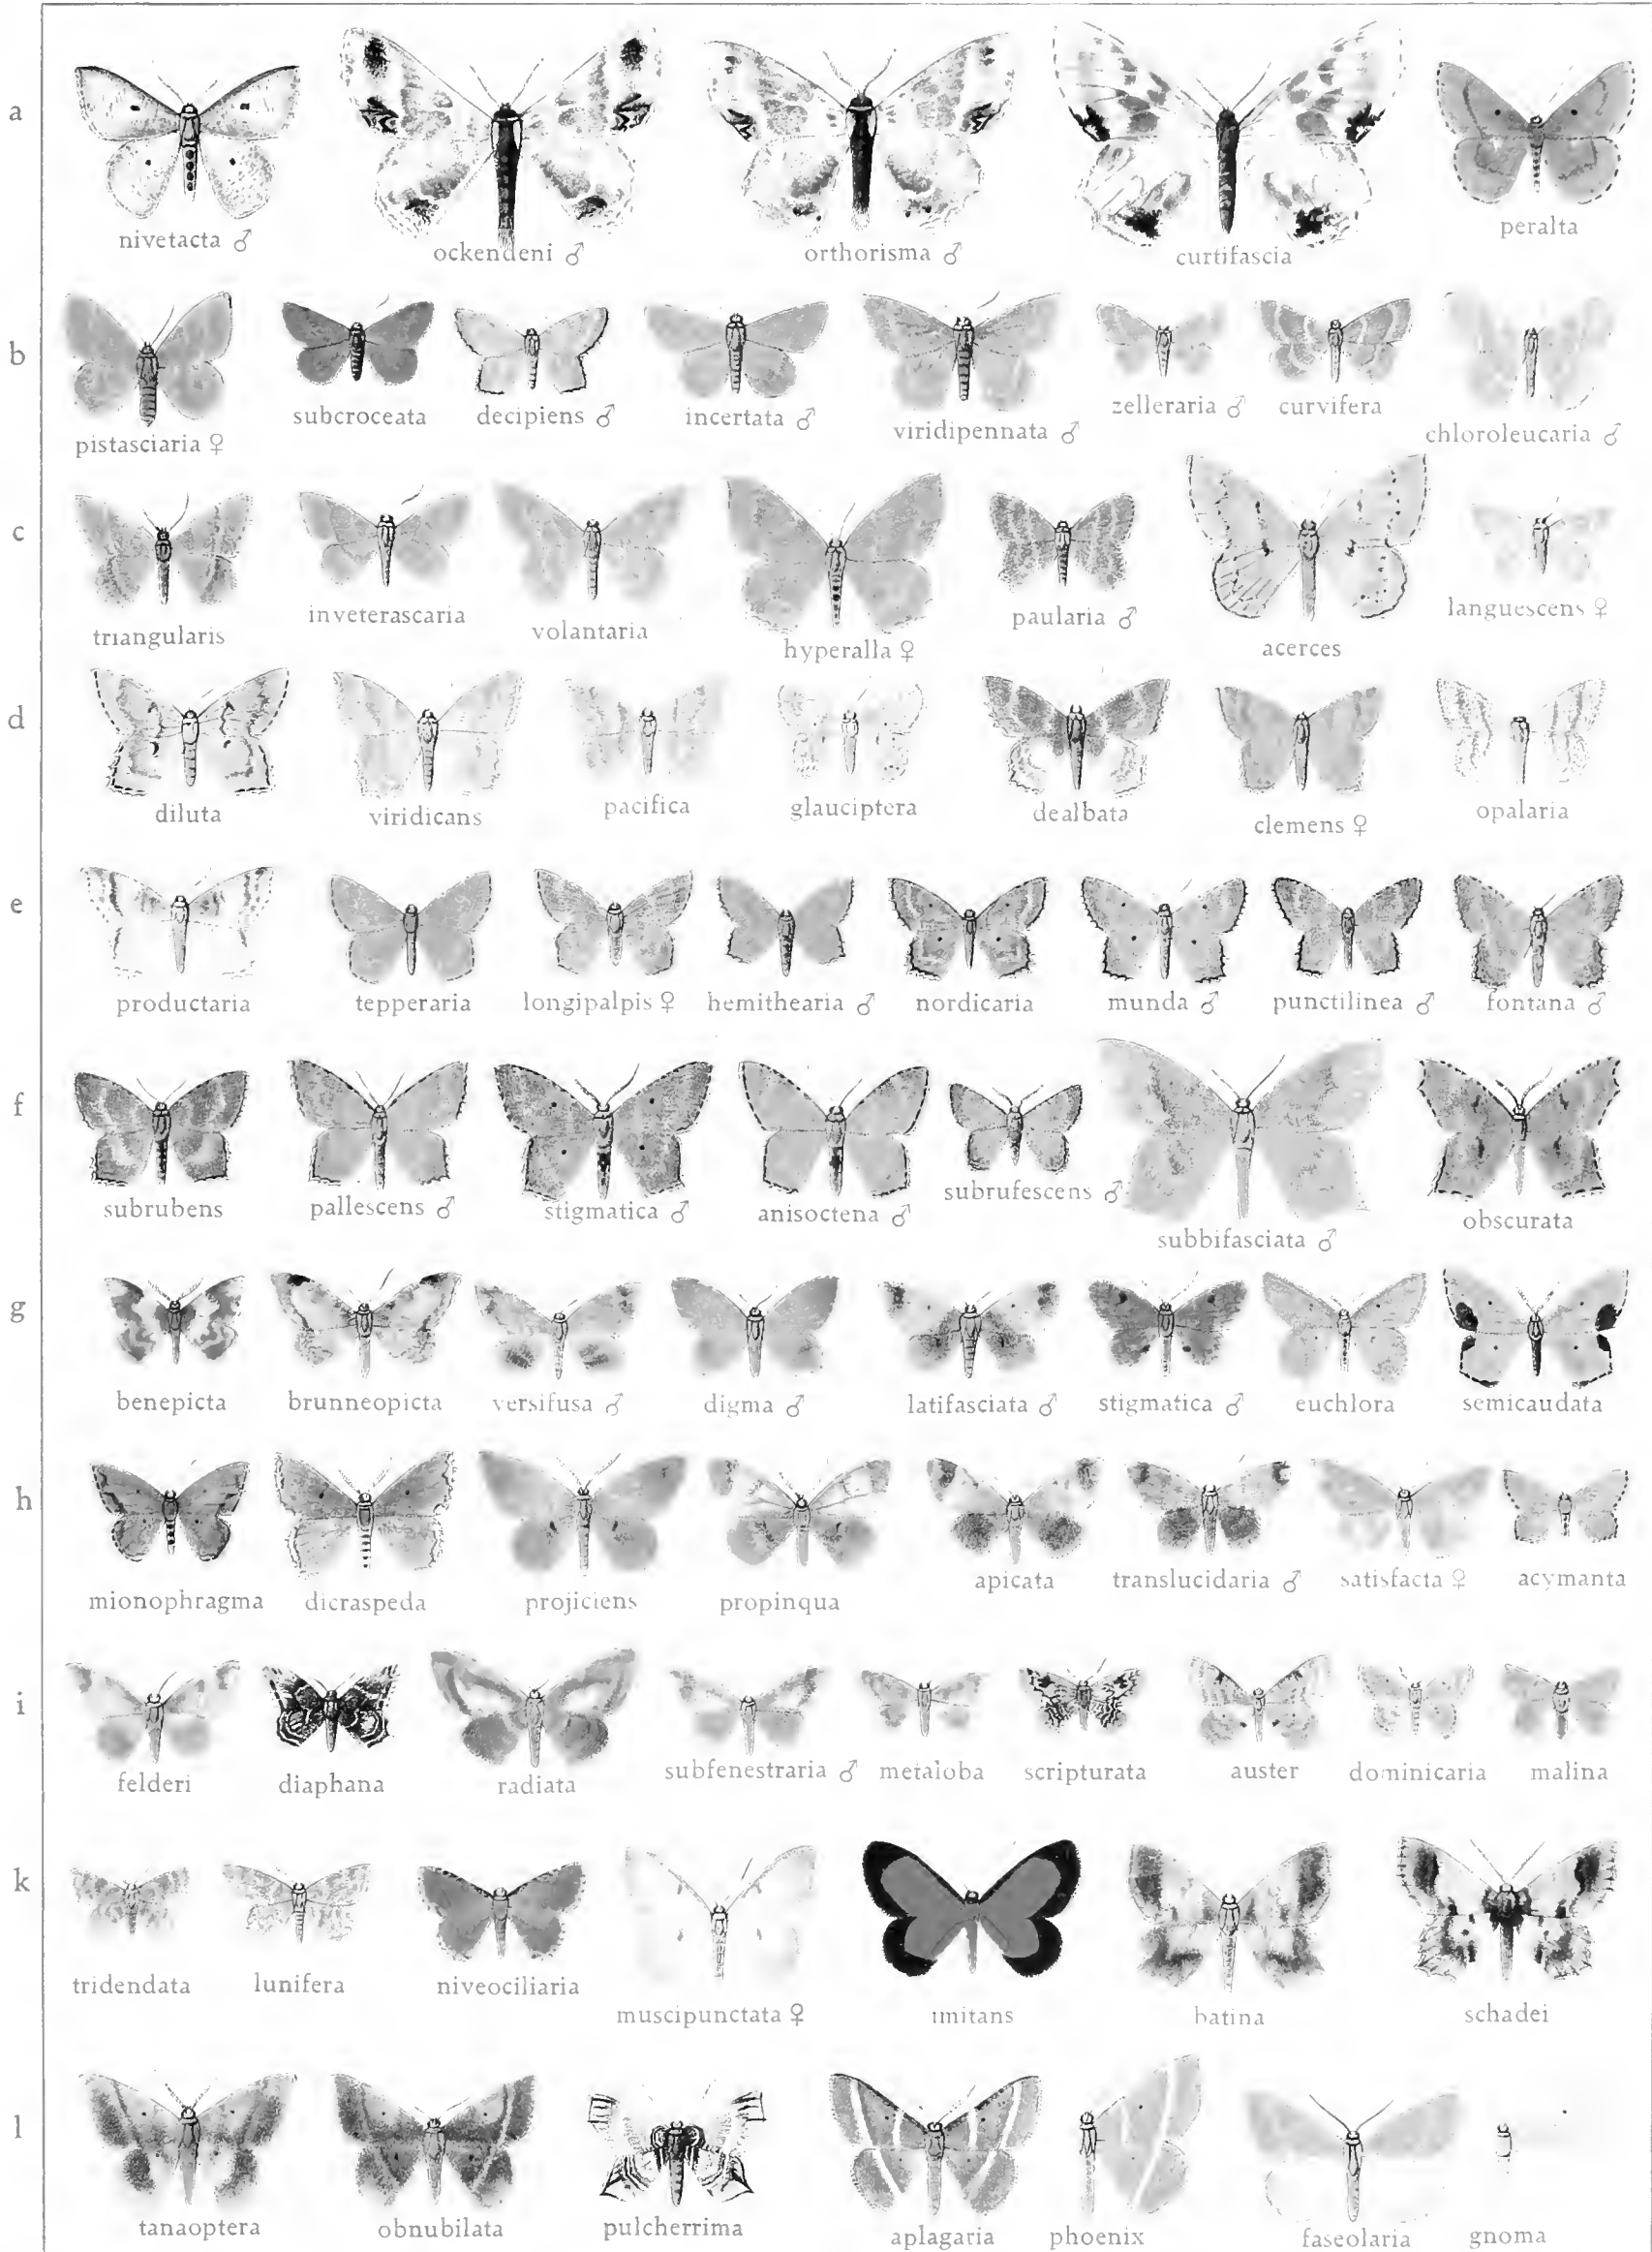 a
nivetacta ♂
ockendeni ♂
orthorisma ♂
curtifascia
peralta
b
pistasciaria ♀
subcroceata
decipiens ♂
incertata ♂
viridipennata ♂
zelleraria ♂
curvifera
chloroleucaria ♂
c
triangularis
inveterascaria
volantaria
hyperalla ♀
paularia ♂
acerces
languescens ♀
d
diluta
viridicans
pacifica
glauciptera
dealbata
clemens ♀
opalaria
e
productaria
tepperaria
longipalpis ♀
hemithearia ♂
nordicaria
munda ♂
punctilinea ♂
fontana ♂
f
subrubens
pallescens ♂
stigmatica ♂
anisoctena ♂
subrufescens ♂
subbifasciata ♂
obscurata
g
benepicta
brunneopicta
versifusa ♂
digma ♂
latifasciata ♂
stigmatica ♂
euchlora
semicaudata
h
mionophragma
dicraspeda
projiciens
propinqua
apicata
translucidaria ♂
satisfacta ♀
acymanta
i
felderi
diaphana
radiata
subfenestraria ♂
metaloba
scripturata
auster
dominicaria
malina
k
tridendata
lunifera
niveociliaria
muscipunctata ♀
imitans
batina
schadei
l
tanaoptera
obnubilata
pulcherrima
aplagaria
phoenix
faseolaria
gnoma